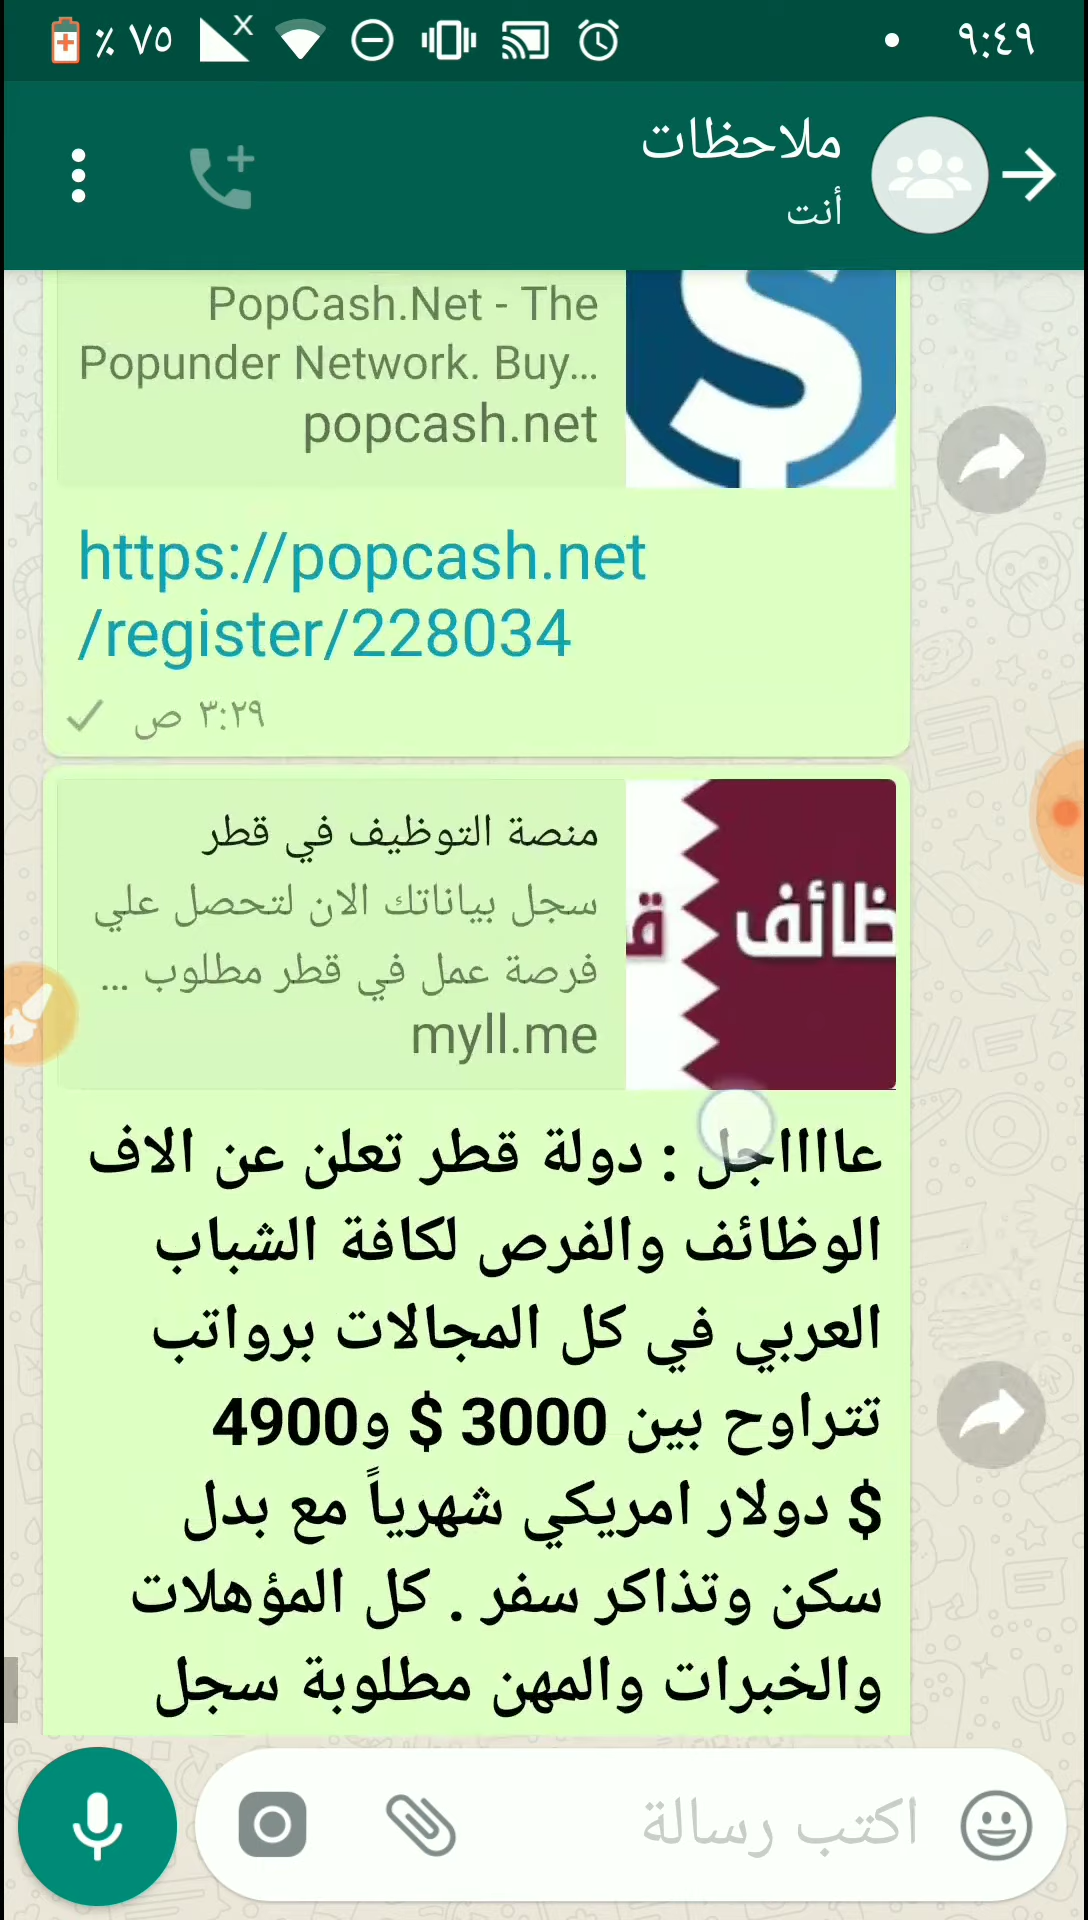 ٪ ٧٥
٩:٤٩
ملاحظات
أنت
PopCash.Net - The
Popunder Network. Buy...
popcash.net
https://popcash.net
/register/228034
٣:٢٩ ص
منصة التوظيف في قطر
سجل بياناتك الان لتحصل علي
فرصة عمل في قطر مطلوب ...
myll.me
عااااجل : دولة قطر تعلن عن الاف
الوظائف والفرص لكافة الشباب
العربي في كل المجالات برواتب
تتراوح بين 3000 $ و4900
$ دولار امريكي شهرياً مع بدل
سكن وتذاكر سفر . كل المؤهلات
والخبرات والمهن مطلوبة سجل
اكتب رسالة